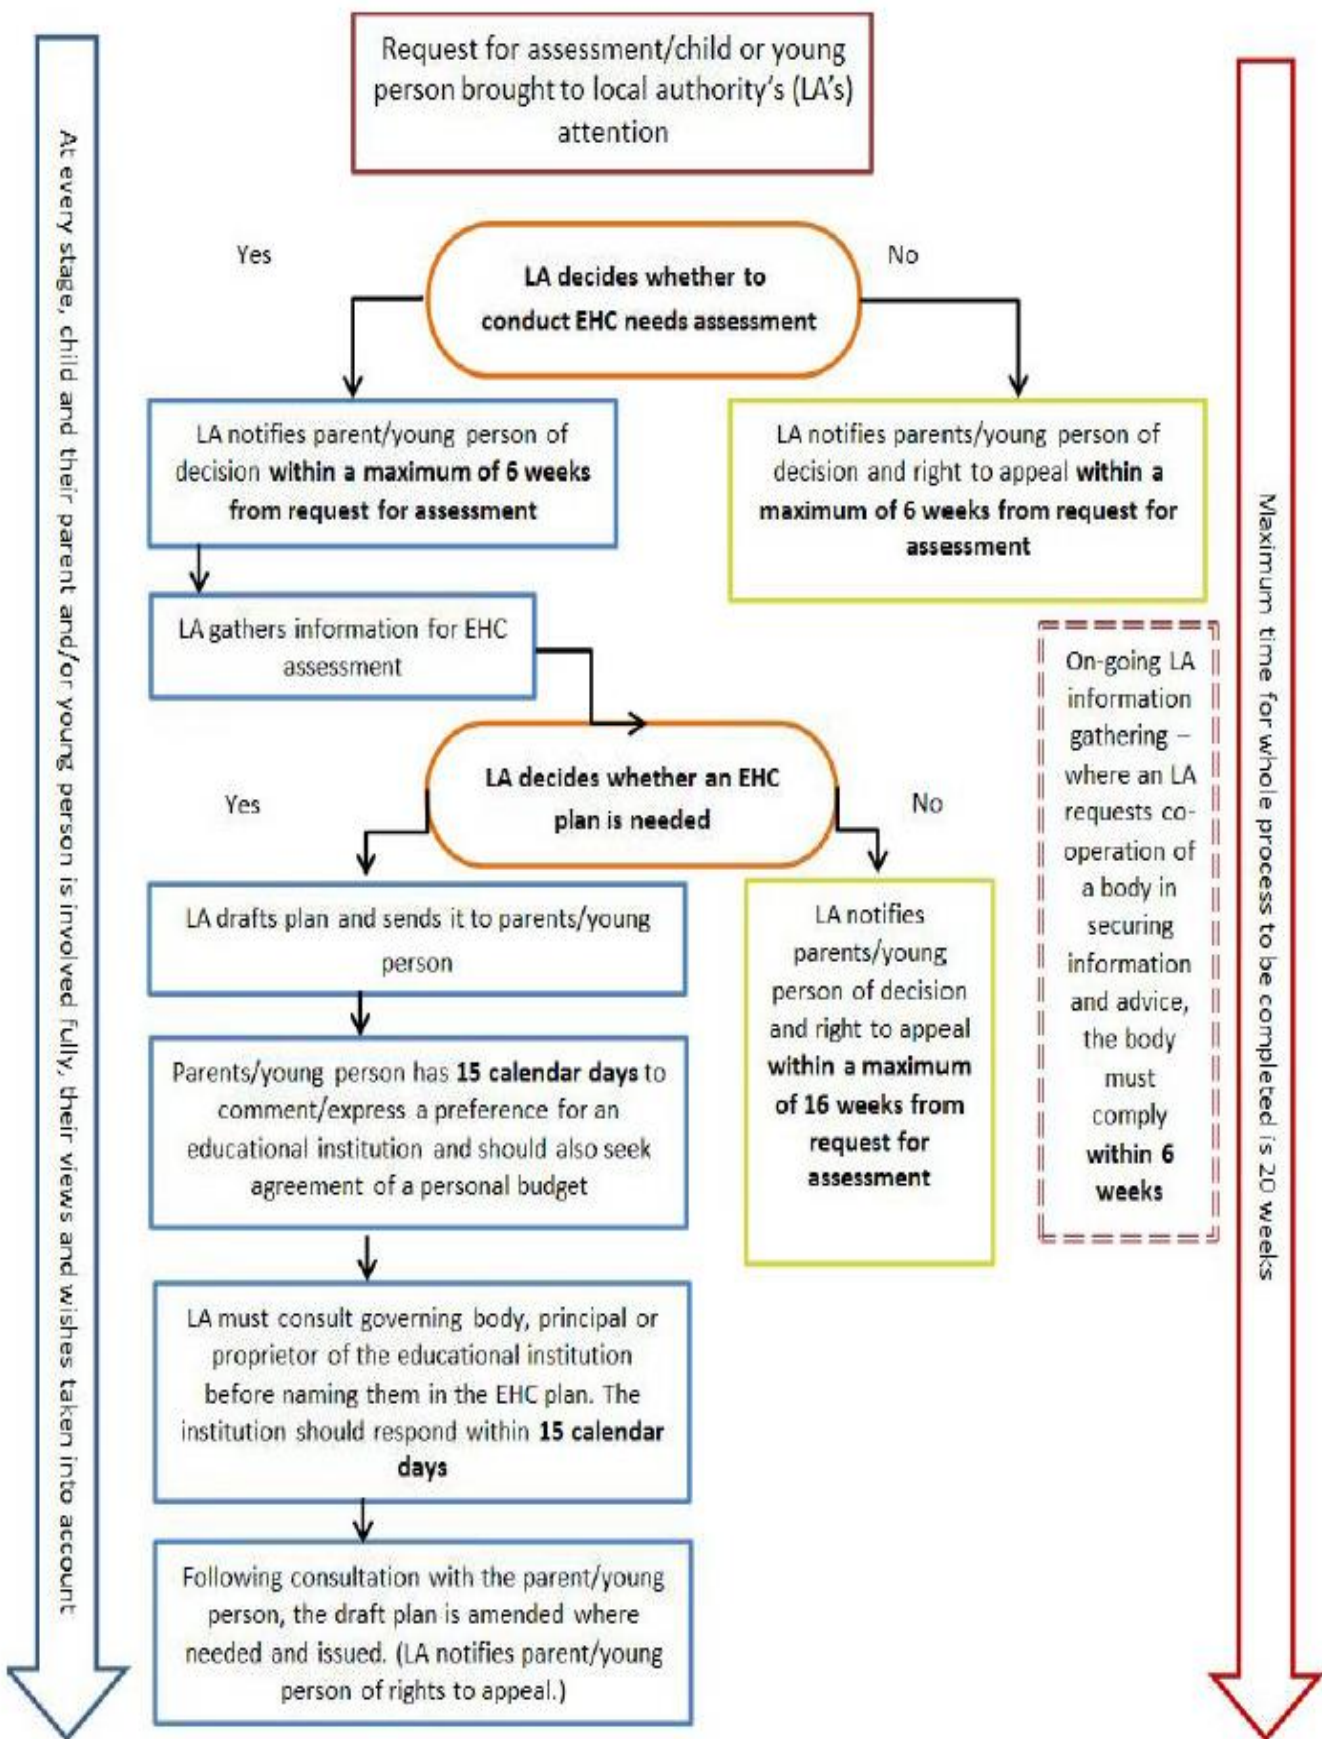 Request for assessment/child or young
person brought to local authority's (LA's)
attention
Yes
No
LA decides whether to
conduct EHC needs assessment
LA notifies parent/young person of
decision within a maximum of 6 weeks
from request for assessment
LA notifies parents/young person of
decision and right to appeal within a
maximum of 6 weeks from request for
assessment
LA gathers information for EHC
assessment
On-going LA
information
gathering –
where an LA
requests co-
operation of
a body in
securing
information
and advice,
the body
must
comply
within 6
weeks
LA decides whether an EHC
plan is needed
Yes
No
LA drafts plan and sends it to parents/young
person
LA notifies
parents/young
person of decision
and right to appeal
within a maximum
of 16 weeks from
request for
assessment
Parents/young person has 15 calendar days to
comment/express a preference for an
educational institution and should also seek
agreement of a personal budget
LA must consult governing body, principal or
proprietor of the educational institution
before naming them in the EHC plan. The
institution should respond within 15 calendar
days
Following consultation with the parent/young
person, the draft plan is amended where
needed and issued. (LA notifies parent/young
person of rights to appeal.)
At every stage, child and their parent and/or young person is involved fully, their views and wishes taken into account
Maximum time for whole process to be completed is 20 weeks